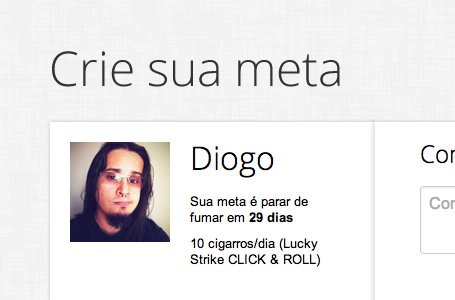 Crie sua meta
Diogo
Sua meta é parar de
fumar em 29 dias
10 cigarros/dia (Lucky
Strike CLICK & ROLL)